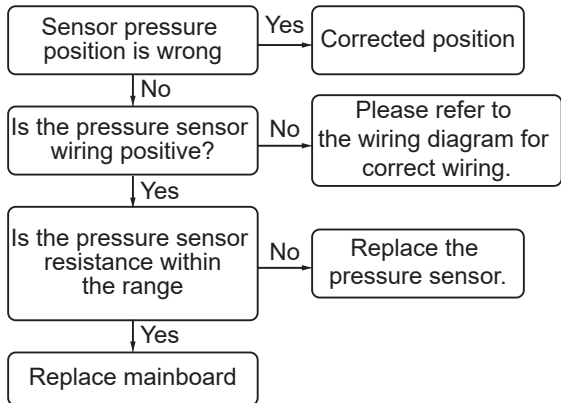 Sensor pressure
position is wrong
Yes
Corrected position
No
Is the pressure sensor
wiring positive?
No
Please refer to
the wiring diagram for
correct wiring.
Yes
Is the pressure sensor
resistance within
the range
No
Replace the
pressure sensor.
Yes
Replace mainboard